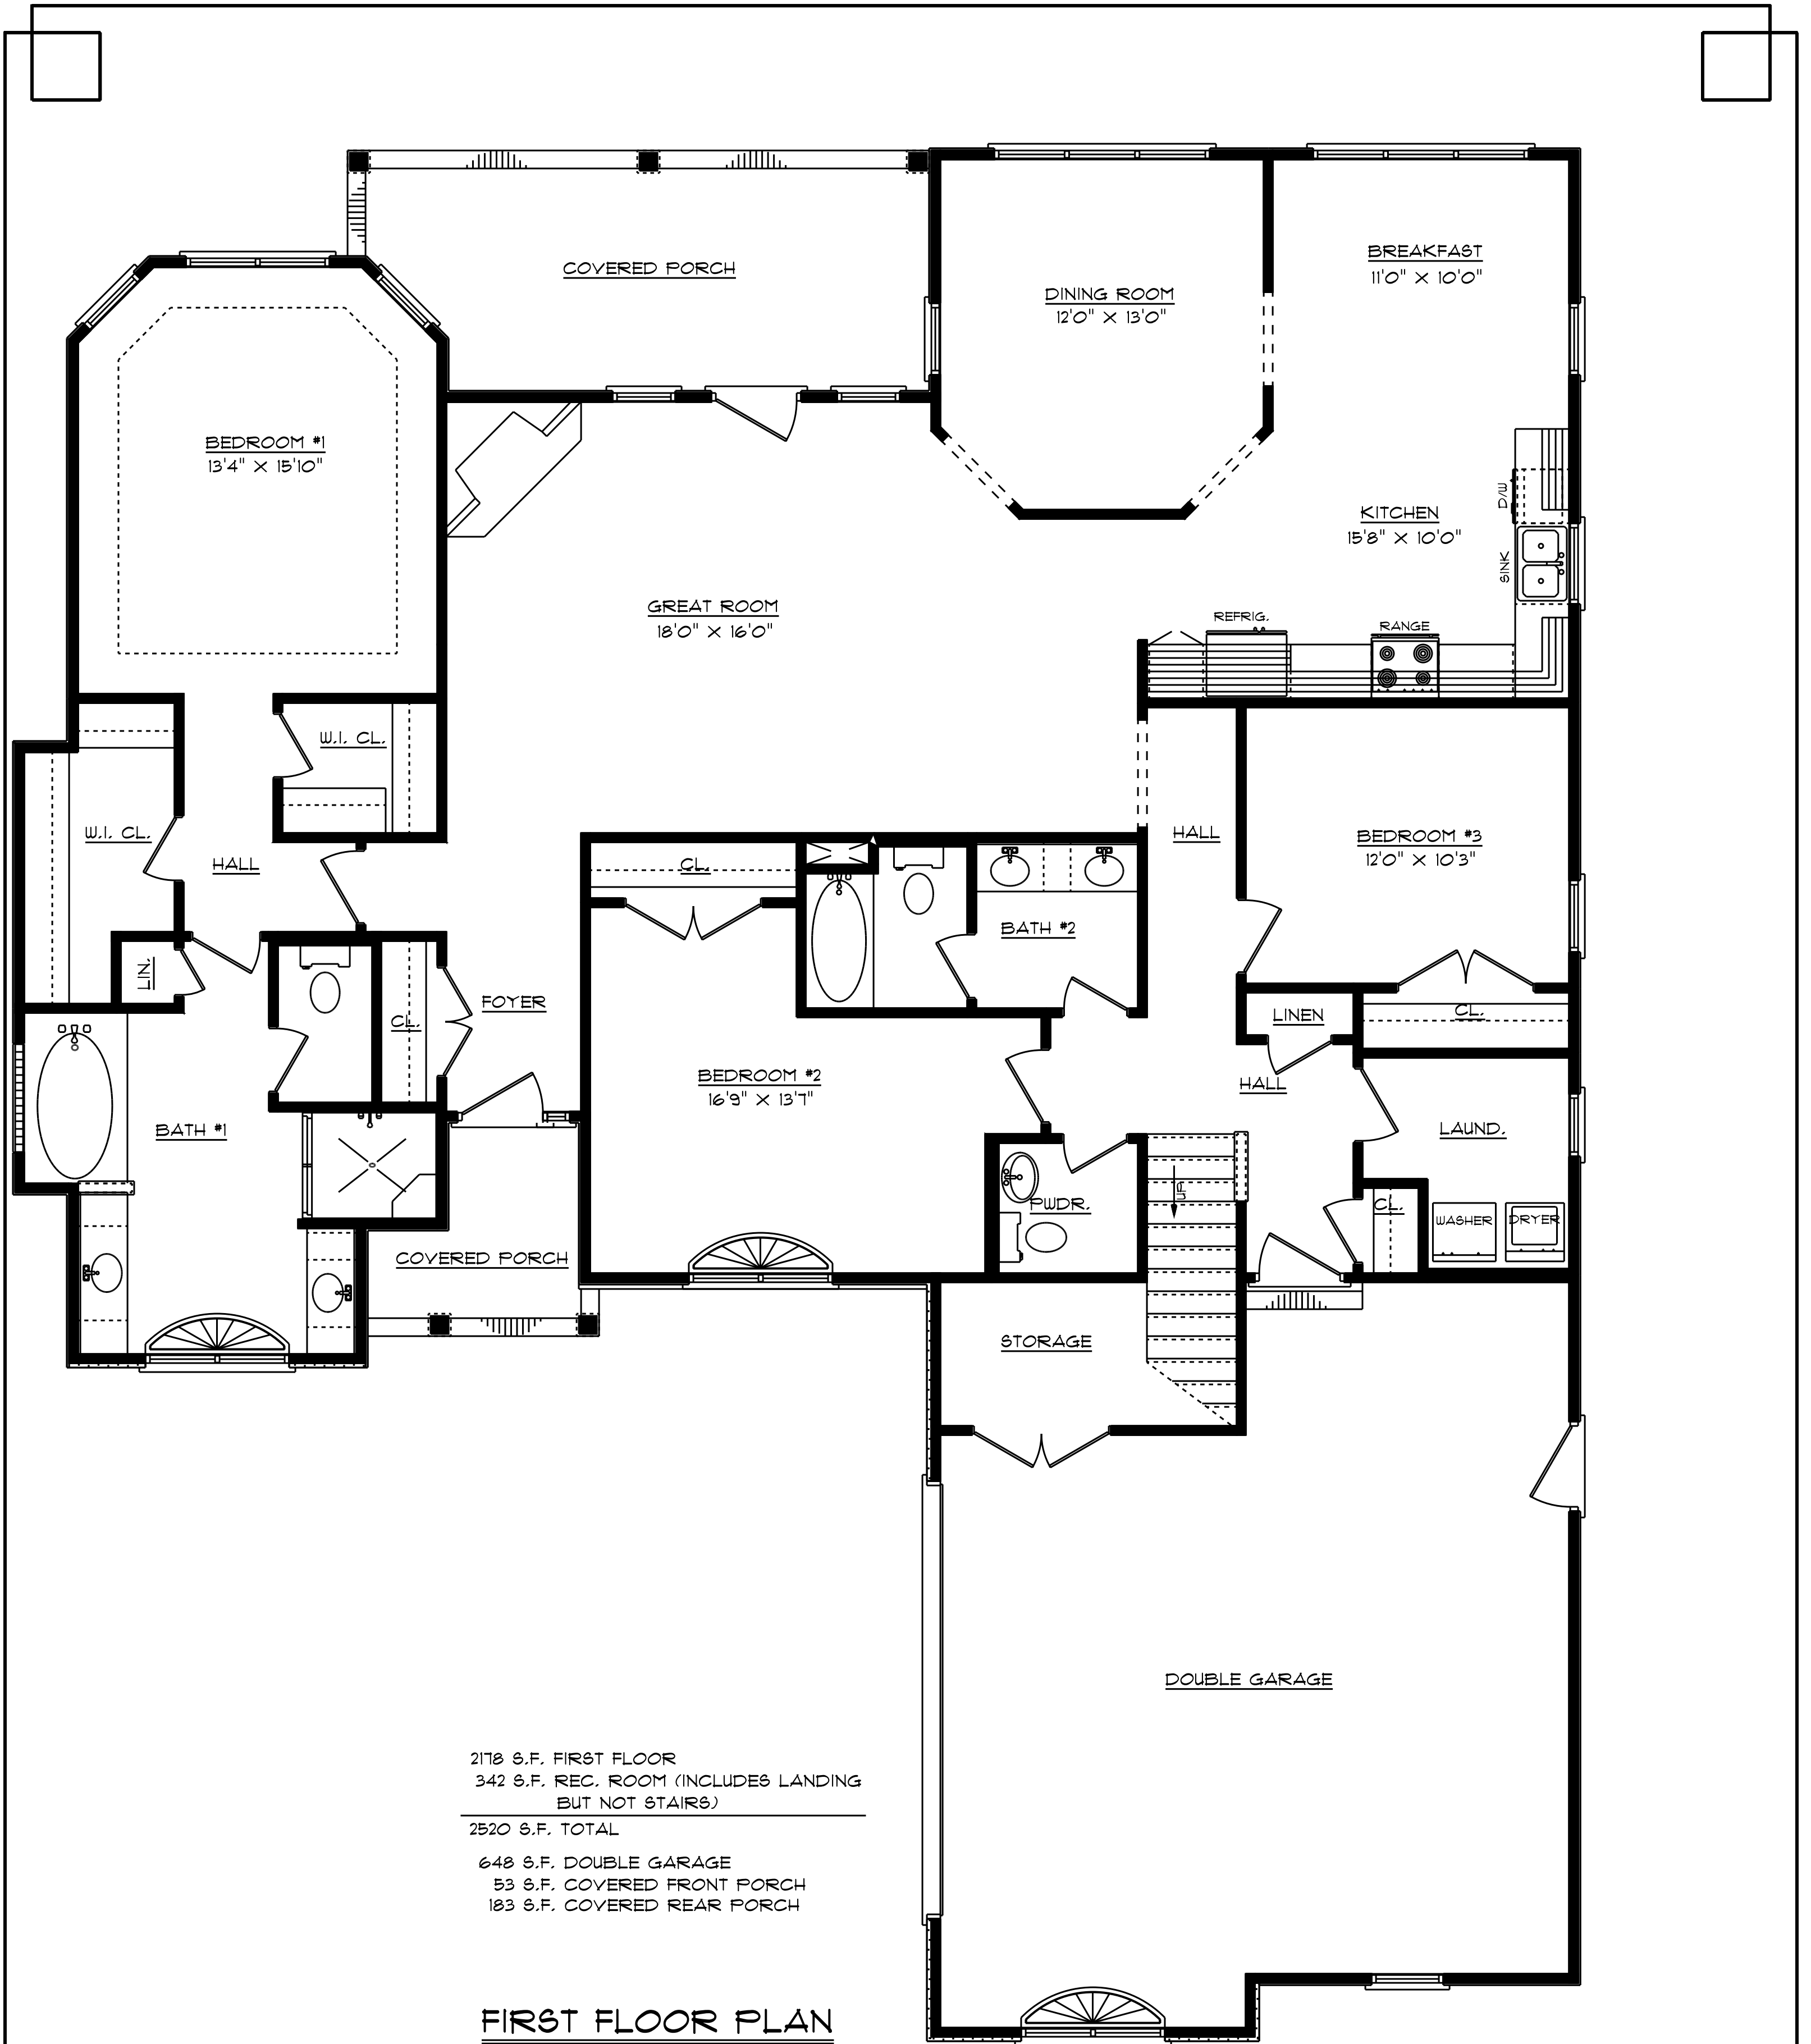 COVERED PORCH
BREAKFAST
11'0" X 10'0"
DINING ROOM
12'0" X 13'0"
BEDROOM #1
13'4" X 15'10"
D/W
KITCHEN
15'8" X 10'0"
SINK
GREAT ROOM
18'0" X 16'0"
REFRIG.
RANGE
W.I. CL.
W.I. CL.
HALL
CL.
HALL
BEDROOM #3
12'0" X 10'3"
BATH #2
LIN.
FOYER
CL.
LINEN
CL.
BEDROOM #2
16'9" X 13'7"
HALL
BATH #1
LAUND.
UP
PWDR.
CL.
WASHER
DRYER
COVERED PORCH
STORAGE
DOUBLE GARAGE
2178 S.F. FIRST FLOOR
342 S.F. REC. ROOM (INCLUDES LANDING
BUT NOT STAIRS)
2520 S.F. TOTAL
648 S.F. DOUBLE GARAGE
53 S.F. COVERED FRONT PORCH
183 S.F. COVERED REAR PORCH
FIRST FLOOR PLAN